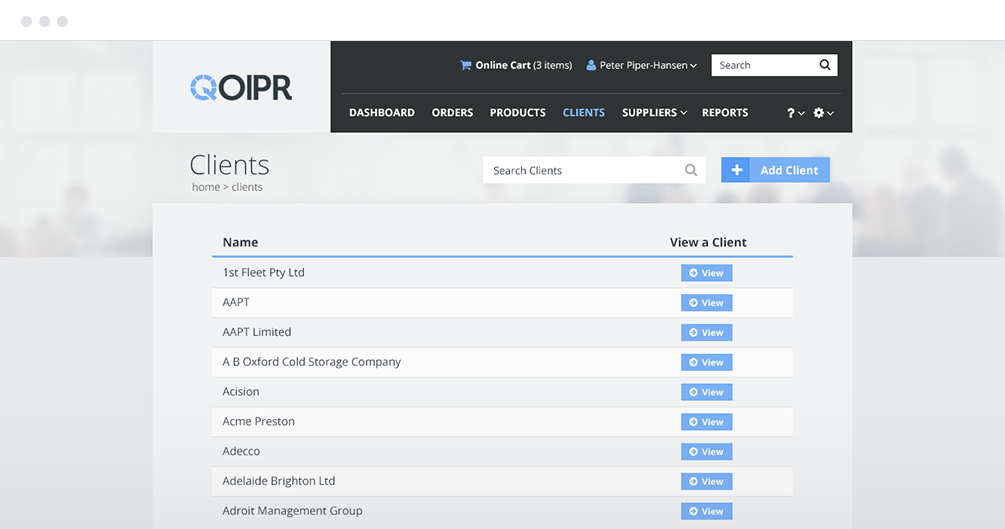 QOIPR
Online Cart (3 items) Peter Piper-Hansen Search
DASHBOARD ORDERS PRODUCTS CLIENTS SUPPLIERS REPORTS ?
Clients
home > clients
Search Clients
+ Add Client
Name View a Client
1st Fleet Pty Ltd View
AAPT View
AAPT Limited View
A B Oxford Cold Storage Company View
Acision View
Acme Preston View
Adecco View
Adelaide Brighton Ltd View
Adroit Management Group View